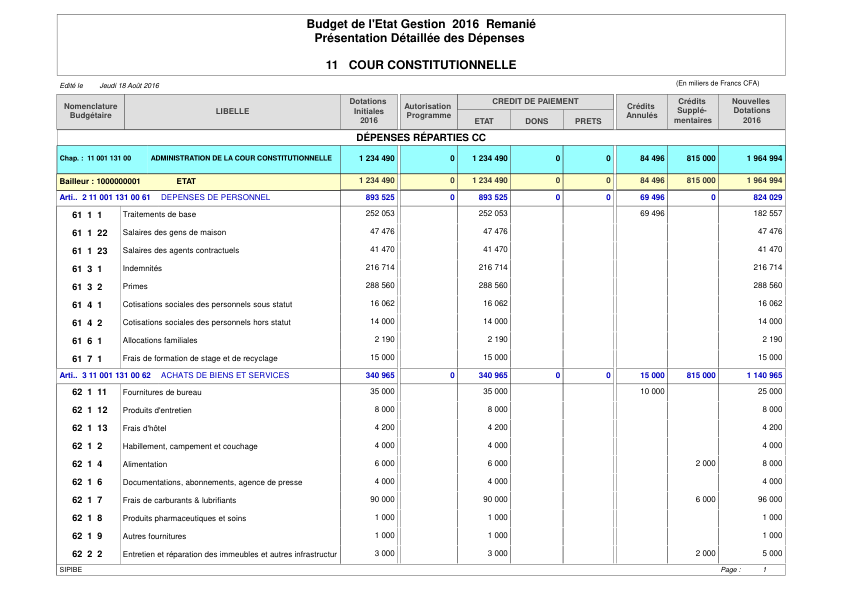 Budget de l'Etat Gestion 2016 Remanié
Présentation Détaillée des Dépenses
11 COUR CONSTITUTIONNELLE
Edité le Jeudi 18 Août 2016 (En miliers de Francs CFA)
Nomenclature Budgétaire LIBELLE Dotations Initiales 2016 Autorisation Programme CREDIT DE PAIEMENT ETAT DONS PRETS Crédits Annulés Crédits Supplé-mentaires Nouvelles Dotations 2016
DÉPENSES RÉPARTIES CC
Chap. : 11 001 131 00 ADMINISTRATION DE LA COUR CONSTITUTIONNELLE 1 234 490 0 1 234 490 0 0 84 496 815 000 1 964 994
Bailleur : 1000000001 ETAT 1 234 490 0 1 234 490 0 0 84 496 815 000 1 964 994
Arti.. 2 11 001 131 00 61 DEPENSES DE PERSONNEL 893 525 0 893 525 0 0 69 496 0 824 029
61 1 1 Traitements de base 252 053 252 053 69 496 182 557
61 1 22 Salaires des gens de maison 47 476 47 476 47 476
61 1 23 Salaires des agents contractuels 41 470 41 470 41 470
61 3 1 Indemnités 216 714 216 714 216 714
61 3 2 Primes 288 560 288 560 288 560
61 4 1 Cotisations sociales des personnels sous statut 16 062 16 062 16 062
61 4 2 Cotisations sociales des personnels hors statut 14 000 14 000 14 000
61 6 1 Allocations familiales 2 190 2 190 2 190
61 7 1 Frais de formation de stage et de recyclage 15 000 15 000 15 000
Arti.. 3 11 001 131 00 62 ACHATS DE BIENS ET SERVICES 340 965 0 340 965 0 0 15 000 815 000 1 140 965
62 1 11 Fournitures de bureau 35 000 35 000 10 000 25 000
62 1 12 Produits d'entretien 8 000 8 000 8 000
62 1 13 Frais d'hôtel 4 200 4 200 4 200
62 1 2 Habillement, campement et couchage 4 000 4 000 4 000
62 1 4 Alimentation 6 000 6 000 2 000 8 000
62 1 6 Documentations, abonnements, agence de presse 4 000 4 000 4 000
62 1 7 Frais de carburants & lubrifiants 90 000 90 000 6 000 96 000
62 1 8 Produits pharmaceutiques et soins 1 000 1 000 1 000
62 1 9 Autres fournitures 1 000 1 000 1 000
62 2 2 Entretien et réparation des immeubles et autres infrastructur 3 000 3 000 2 000 5 000
SIPIBE Page : 1